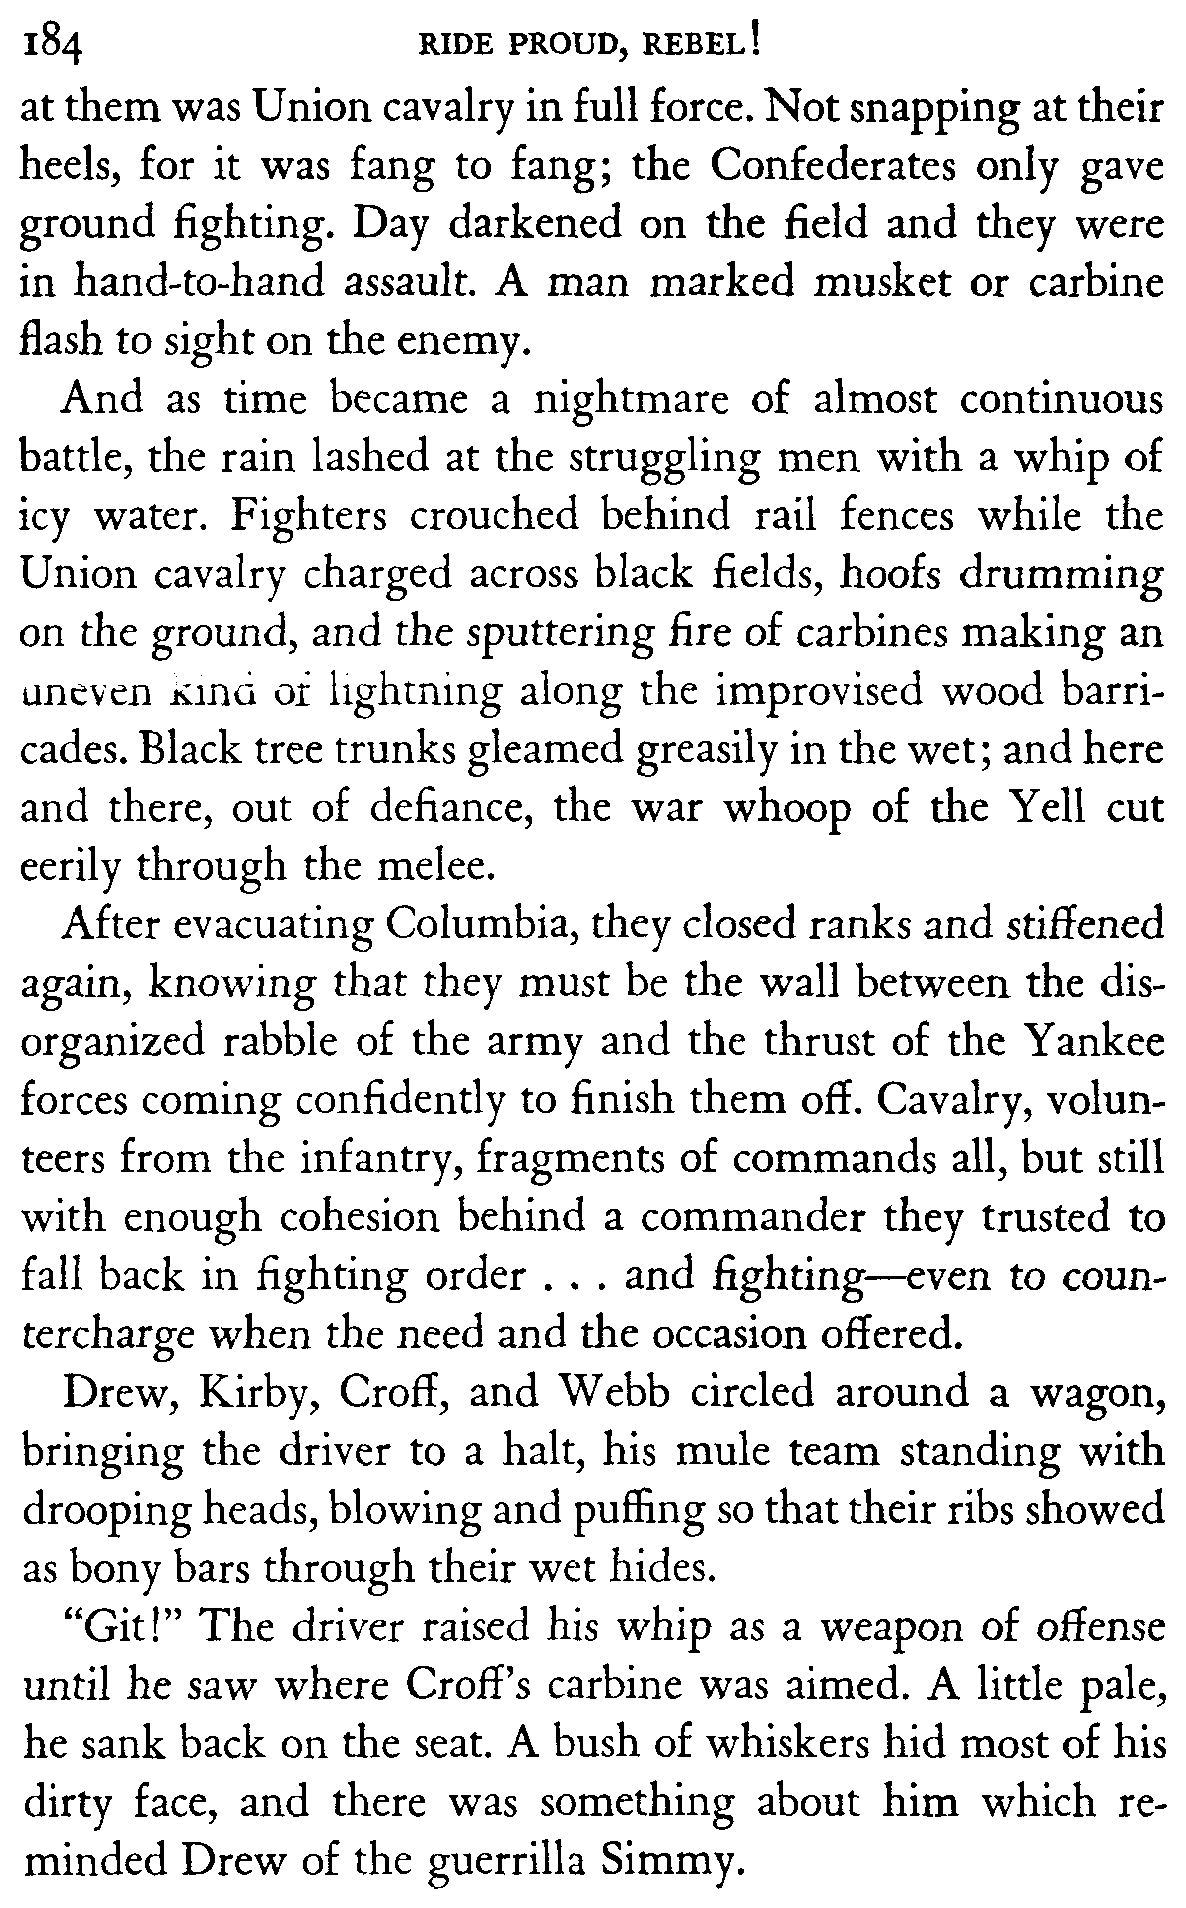 184 RIDE PROUD, REBEL!
at them was Union cavalry in full force. Not snapping at their
heels, for it was fang to fang; the Confederates only gave
ground fighting. Day darkened on the field and they were
in hand-to-hand assault. A man marked musket or carbine
flash to sight on the enemy.
And as time became a nightmare of almost continuous
battle, the rain lashed at the struggling men with a whip of
icy water. Fighters crouched behind rail fences while the
Union cavalry charged across black fields, hoofs drumming
on the ground, and the sputtering fire of carbines making an
uneven kind of lightning along the improvised wood barri-
cades. Black tree trunks gleamed greasily in the wet; and here
and there, out of defiance, the war whoop of the Yell cut
eerily through the melee.
After evacuating Columbia, they closed ranks and stiffened
again, knowing that they must be the wall between the dis-
organized rabble of the army and the thrust of the Yankee
forces coming confidently to finish them off. Cavalry, volun-
teers from the infantry, fragments of commands all, but still
with enough cohesion behind a commander they trusted to
fall back in fighting order . . . and fighting—even to coun-
tercharge when the need and the occasion offered.
Drew, Kirby, Croff, and Webb circled around a wagon,
bringing the driver to a halt, his mule team standing with
drooping heads, blowing and puffing so that their ribs showed
as bony bars through their wet hides.
“Git!” The driver raised his whip as a weapon of offense
until he saw where Croff’s carbine was aimed. A little pale,
he sank back on the seat. A bush of whiskers hid most of his
dirty face, and there was something about him which re-
minded Drew of the guerrilla Simmy.